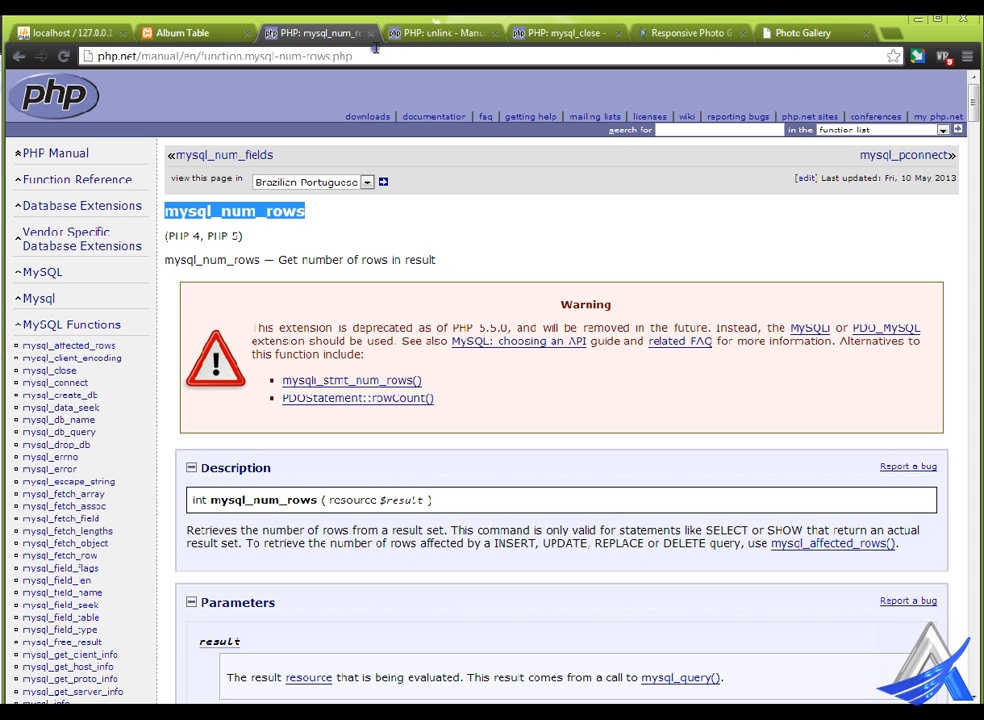 localhost / 127.0.0.1
Album Table
PHP: mysql_num_ro
PHP: unlink - Manu
PHP: mysql_close -
Responsive Photo G
Photo Gallery
php.net/manual/en/function.mysql-num-rows.php
php
downloads | documentation | faq | getting help | mailing lists | licenses | wiki | reporting bugs | php.net sites | conferences | my php.net
search for in the function list
PHP Manual
Function Reference
Database Extensions
Vendor Specific
Database Extensions
MySQL
Mysql
MySQL Functions
mysql_affected_rows
mysql_client_encoding
mysql_close
mysql_connect
mysql_create_db
mysql_data_seek
mysql_db_name
mysql_db_query
mysql_drop_db
mysql_errno
mysql_error
mysql_escape_string
mysql_fetch_array
mysql_fetch_assoc
mysql_fetch_field
mysql_fetch_lengths
mysql_fetch_object
mysql_fetch_row
mysql_field_flags
mysql_field_len
mysql_field_name
mysql_field_seek
mysql_field_table
mysql_field_type
mysql_free_result
mysql_get_client_info
mysql_get_host_info
mysql_get_proto_info
mysql_get_server_info
mysql_info
«mysql_num_fields
mysql_pconnect»
view this page in Brazilian Portuguese
[edit] Last updated: Fri, 10 May 2013
mysql_num_rows
(PHP 4, PHP 5)
mysql_num_rows — Get number of rows in result
Warning
This extension is deprecated as of PHP 5.5.0, and will be removed in the future. Instead, the MySQLi or PDO_MySQL
extension should be used. See also MySQL: choosing an API guide and related FAQ for more information. Alternatives to
this function include:
mysqli_stmt_num_rows()
PDOStatement::rowCount()
Description
Report a bug
int mysql_num_rows ( resource $result )
Retrieves the number of rows from a result set. This command is only valid for statements like SELECT or SHOW that return an actual
result set. To retrieve the number of rows affected by a INSERT, UPDATE, REPLACE or DELETE query, use mysql_affected_rows().
Parameters
Report a bug
result
The result resource that is being evaluated. This result comes from a call to mysql_query().